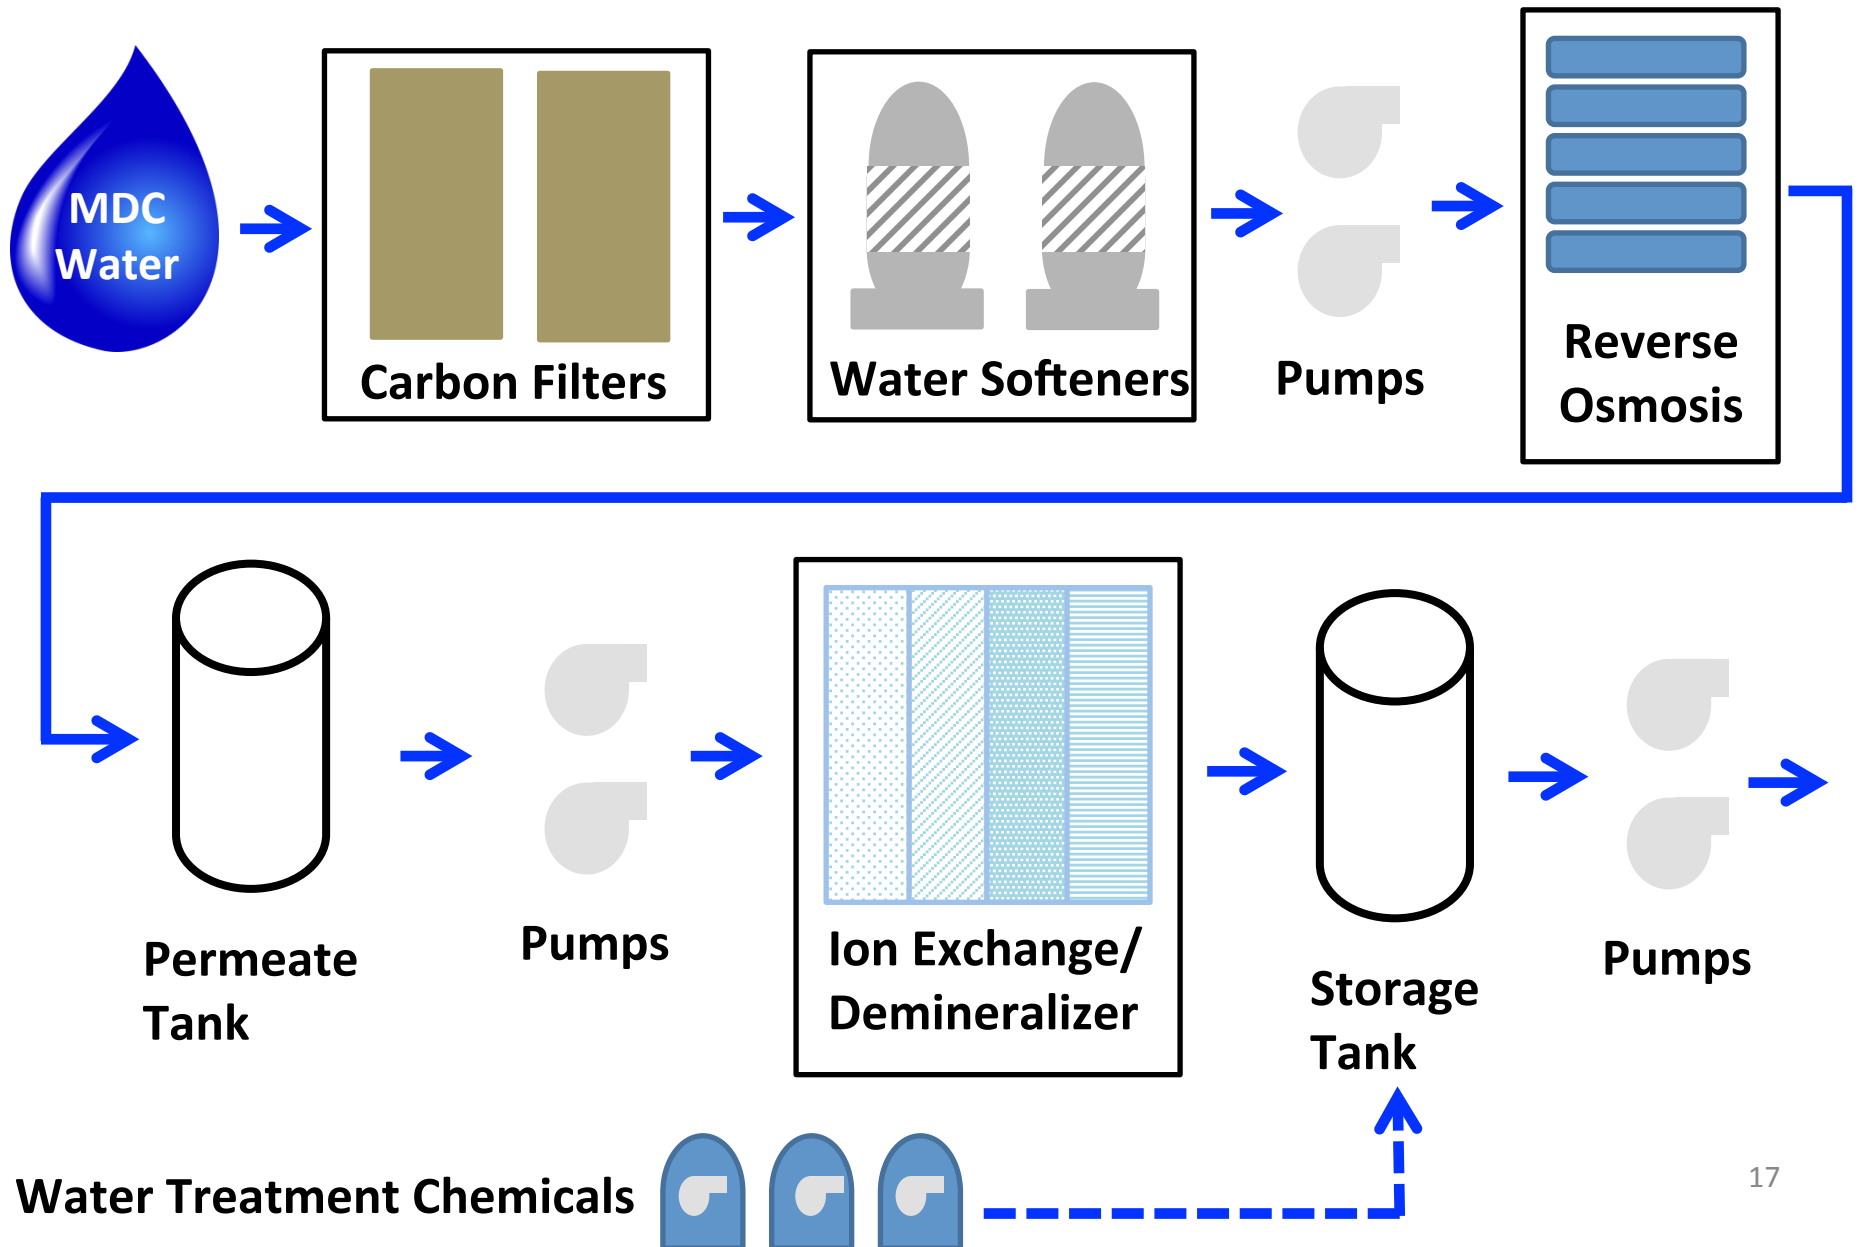 MDC
Water
Carbon Filters
Water Softeners
Pumps
Reverse
Osmosis
Permeate
Tank
Pumps
Ion Exchange/
Demineralizer
Storage
Tank
Pumps
Water Treatment Chemicals
17